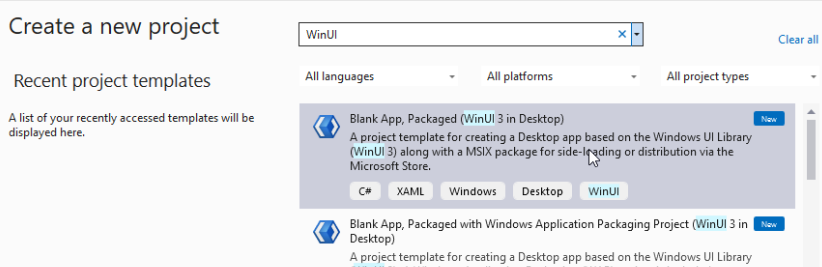 Create a new project
WinUI
Clear all
Recent project templates
All languages
All platforms
All project types
A list of your recently accessed templates will be
displayed here.
Blank App, Packaged (WinUI 3 in Desktop)
New
A project template for creating a Desktop app based on the Windows UI Library
(WinUI 3) along with a MSIX package for side-loading or distribution via the
Microsoft Store.
C#
XAML
Windows
Desktop
WinUI
Blank App, Packaged with Windows Application Packaging Project (WinUI 3 in
Desktop)
New
A project template for creating a Desktop app based on the Windows UI Library